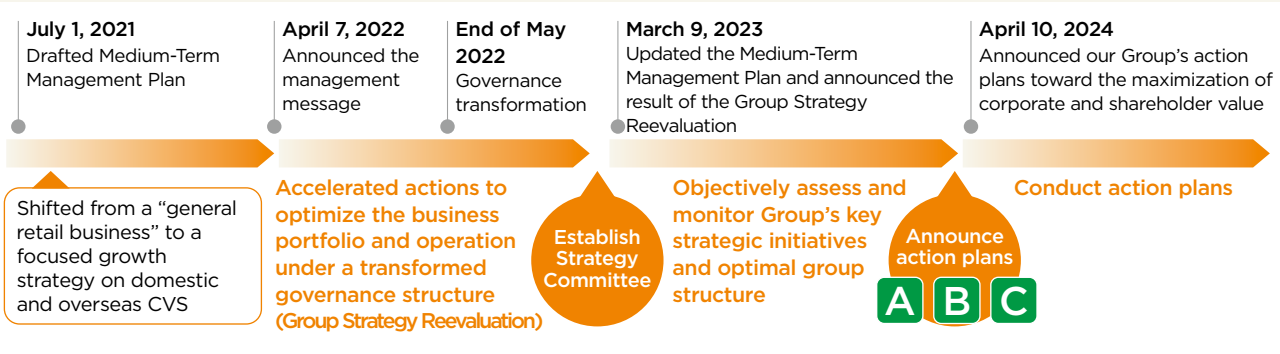 July 1, 2021
Drafted Medium-Term
Management Plan
April 7, 2022
Announced the
management
message
End of May
2022
Governance
transformation
March 9, 2023
Updated the Medium-Term
Management Plan and announced the
result of the Group Strategy
Reevaluation
April 10, 2024
Announced our Group’s action
plans toward the maximization of
corporate and shareholder value
Shifted from a “general
retail business” to a
focused growth
strategy on domestic
and overseas CVS
Accelerated actions to
optimize the business
portfolio and operation
under a transformed
governance structure
(Group Strategy Reevaluation)
Establish
Strategy
Committee
Objectively assess and
monitor Group’s key
strategic initiatives
and optimal group
structure
Announce
action plans
A B C
Conduct action plans